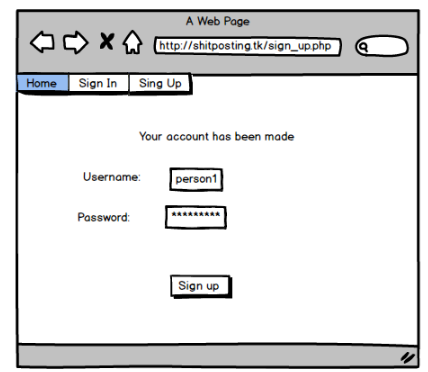 A Web Page
http://shitposting.tk/sign_up.php
Home Sign In Sing Up
Your account has been made
Username: person1
Password: *********
Sign up